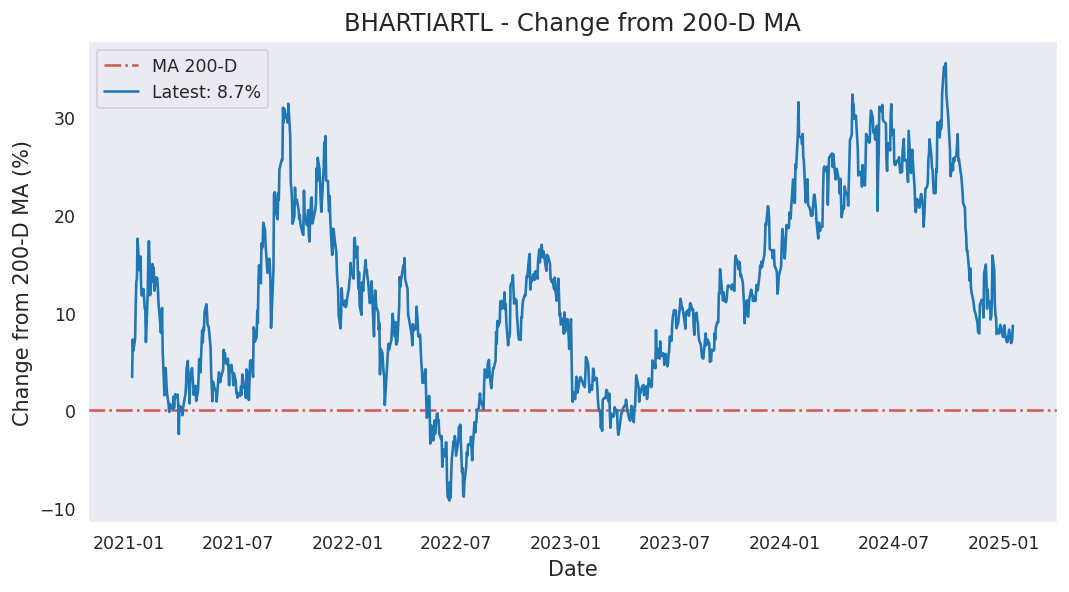 BHARTIARTL - Change from 200-D MA
MA 200-D
Latest: 8.7%
Change from 200-D MA (%)
30
20
10
0
−10
2021-01 2021-07 2022-01 2022-07 2023-01 2023-07 2024-01 2024-07 2025-01
Date